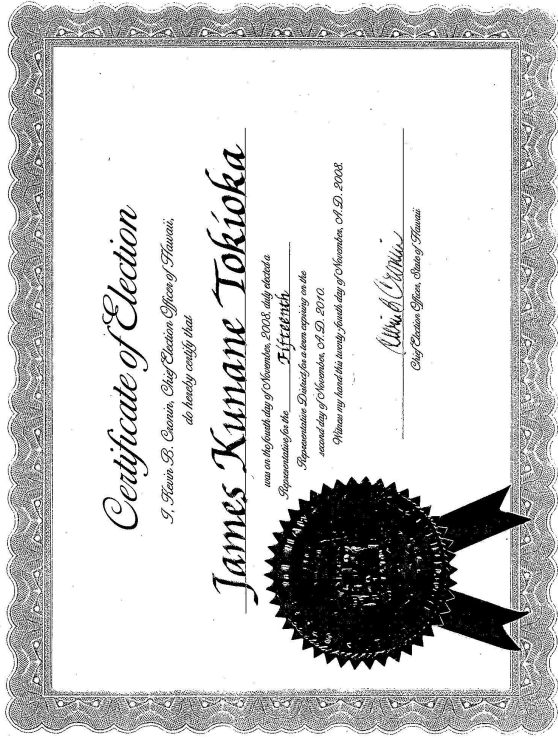 Certificate of Election
I, Kevin B. Cronin, Chief Election Officer of Hawaii,
do hereby certify that
James Kunane Tokioka
was on the fourth day of November, 2008, duly elected a
Representative for the Fifteenth
Representative District for a term expiring on the
second day of November, A.D. 2010.
Witness my hand this twenty-fourth day of November, A.D. 2008.
Chief Election Officer, State of Hawaii